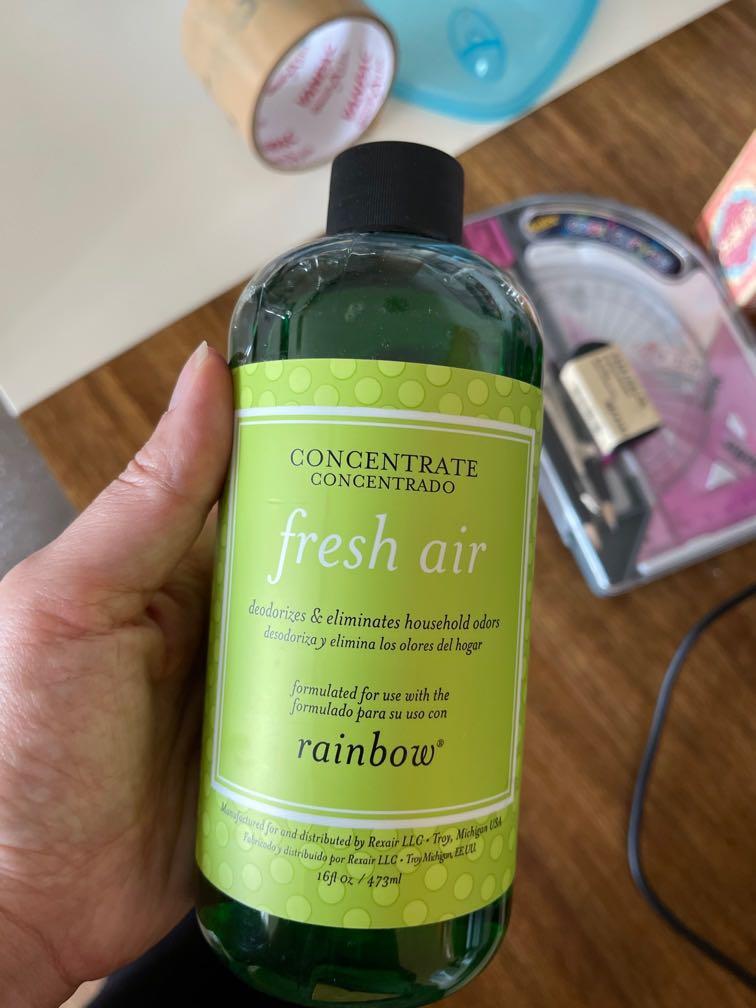 CONCENTRATE
CONCENTRADO
fresh air
deodorizes & eliminates household odors
desodoriza y elimina los olores del hogar
formulated for use with the
formulado para su uso con
rainbow®
Manufactured for and distributed by Rexair LLC • Troy, Michigan USA
Fabricado y distribuido por Rexair LLC • Troy Michigan, EE.UU.
16fl oz / 473ml